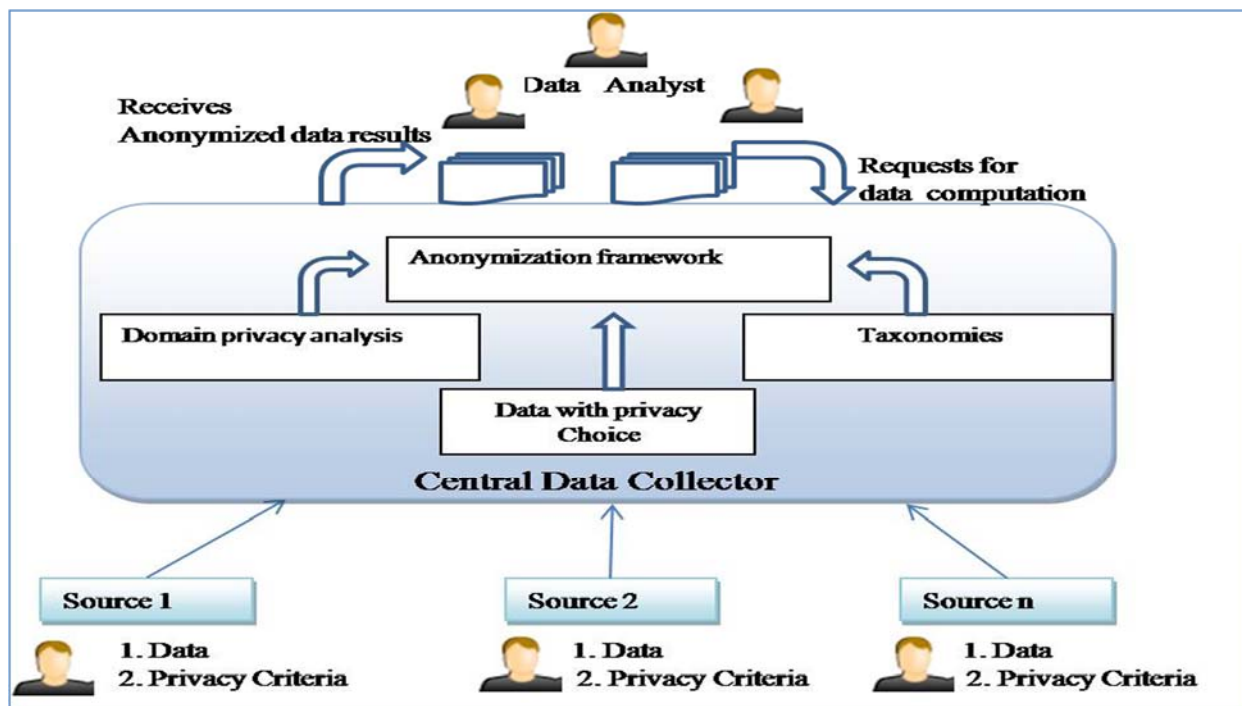 Data Analyst
Receives
Anonymized data results
Requests for
data computation
Anonymization framework
Domain privacy analysis
Taxonomies
Data with privacy
Choice
Central Data Collector
Source 1
Source 2
Source n
1. Data
2. Privacy Criteria
1. Data
2. Privacy Criteria
1. Data
2. Privacy Criteria